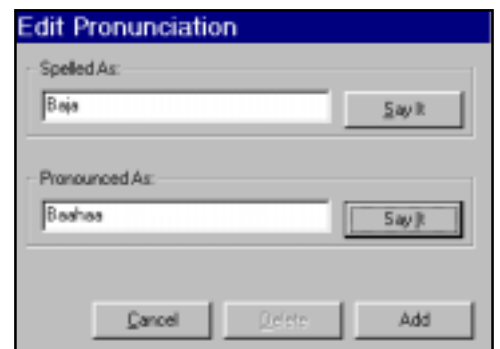 Edit Pronunciation
Spelled As:
Baja
Say It
Pronounced As:
Baahaa
Say It
Cancel
Delete
Add